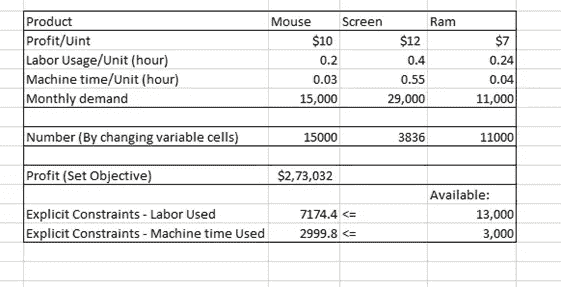 Product Mouse Screen Ram
Profit/Uint $10 $12 $7
Labor Usage/Unit (hour) 0.2 0.4 0.24
Machine time/Unit (hour) 0.03 0.55 0.04
Monthly demand 15,000 29,000 11,000
Number (By changing variable cells) 15000 3836 11000
Profit (Set Objective) $2,73,032
Available:
Explicit Constraints - Labor Used 7174.4 <= 13,000
Explicit Constraints - Machine time Used 2999.8 <= 3,000